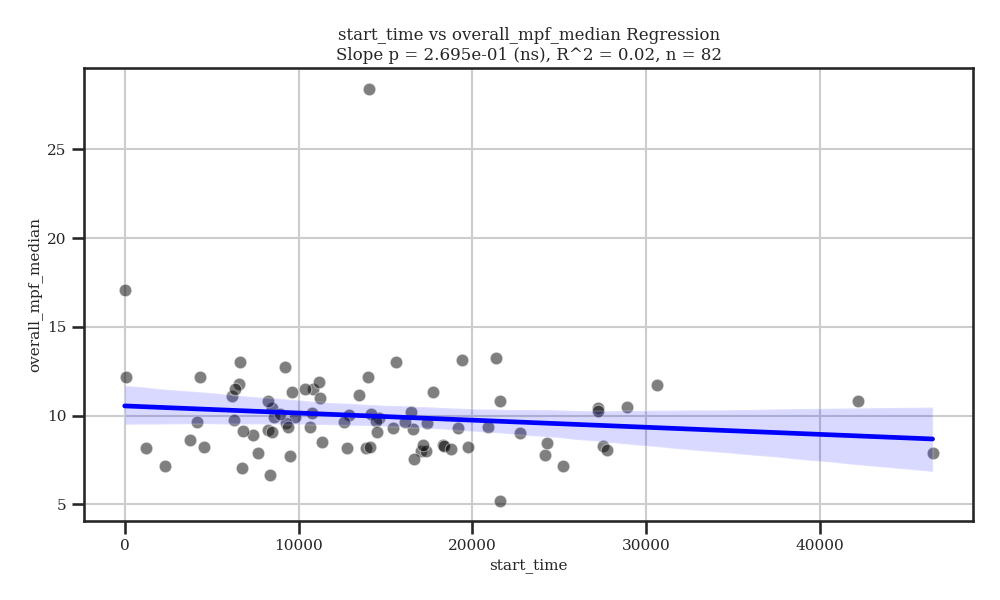 start_time vs overall_mpf_median Regression
Slope p = 2.695e-01 (ns), R^2 = 0.02, n = 82
25
20
15
10
5
overall_mpf_median
0 10000 20000 30000 40000
start_time